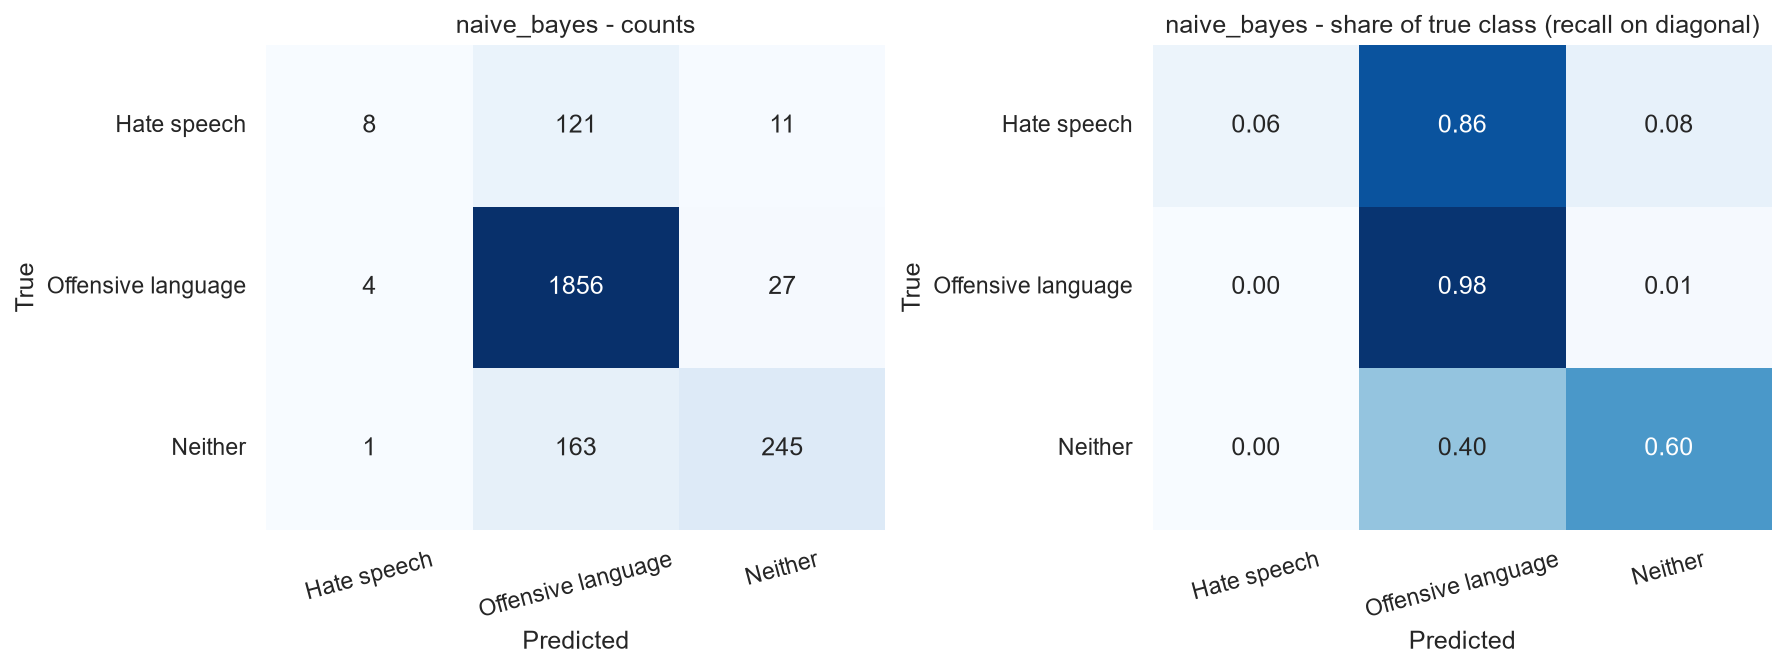 naive_bayes - counts
True
Hate speech 8 121 11
Offensive language 4 1856 27
Neither 1 163 245
Hate speech Offensive language Neither
Predicted
naive_bayes - share of true class (recall on diagonal)
True
Hate speech 0.06 0.86 0.08
Offensive language 0.00 0.98 0.01
Neither 0.00 0.40 0.60
Hate speech Offensive language Neither
Predicted